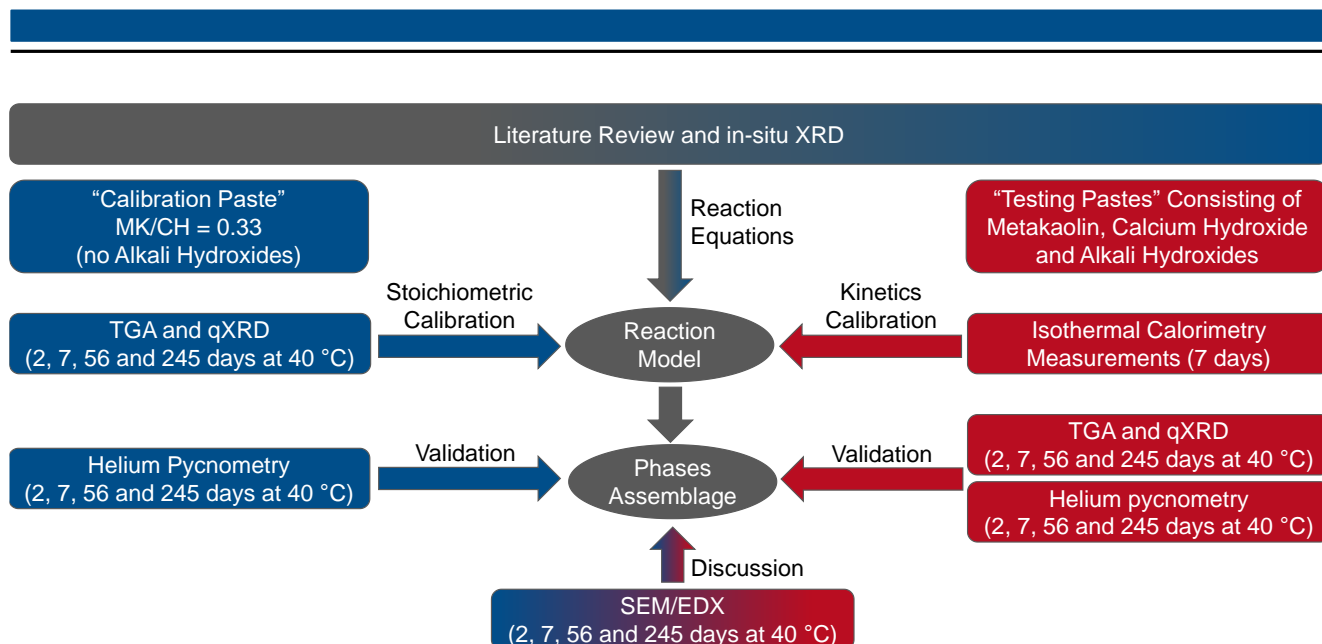 Literature Review and in-situ XRD
“Calibration Paste”
MK/CH = 0.33
(no Alkali Hydroxides)
Reaction
Equations
“Testing Pastes” Consisting of
Metakaolin, Calcium Hydroxide
and Alkali Hydroxides
Stoichiometric
Calibration
Kinetics
Calibration
TGA and qXRD
(2, 7, 56 and 245 days at 40 °C)
Reaction
Model
Isothermal Calorimetry
Measurements (7 days)
Helium Pycnometry
(2, 7, 56 and 245 days at 40 °C)
Validation
Phases
Assemblage
Validation
TGA and qXRD
(2, 7, 56 and 245 days at 40 °C)
Helium pycnometry
(2, 7, 56 and 245 days at 40 °C)
Discussion
SEM/EDX
(2, 7, 56 and 245 days at 40 °C)